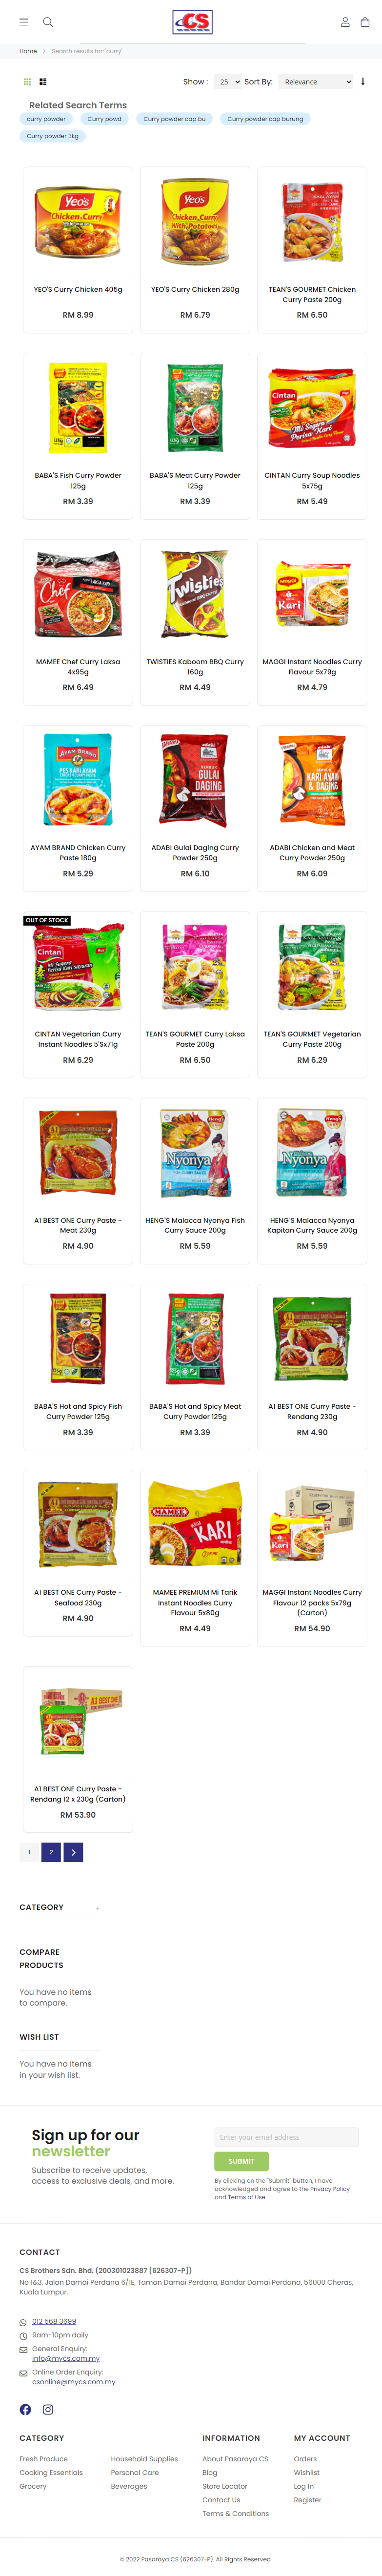 CS
Home > Search results for: 'curry'
Show : 25 Sort By: Relevance
Related Search Terms
curry powder Curry powd Curry powder cap bu Curry powder cap burung
Curry powder 3kg
YEO'S Curry Chicken 405g
RM 8.99
YEO'S Curry Chicken 280g
RM 6.79
TEAN'S GOURMET Chicken
Curry Paste 200g
RM 6.50
BABA'S Fish Curry Powder
125g
RM 3.39
BABA'S Meat Curry Powder
125g
RM 3.39
CINTAN Curry Soup Noodles
5x75g
RM 5.49
MAMEE Chef Curry Laksa
4x95g
RM 6.49
TWISTIES Kaboom BBQ Curry
160g
RM 4.49
MAGGI Instant Noodles Curry
Flavour 5x79g
RM 4.79
AYAM BRAND Chicken Curry
Paste 180g
RM 5.29
ADABI Gulai Daging Curry
Powder 250g
RM 6.10
ADABI Chicken and Meat
Curry Powder 250g
RM 6.09
OUT OF STOCK
CINTAN Vegetarian Curry
Instant Noodles 5'Sx71g
RM 6.29
TEAN'S GOURMET Curry Laksa
Paste 200g
RM 6.50
TEAN'S GOURMET Vegetarian
Curry Paste 200g
RM 6.29
A1 BEST ONE Curry Paste -
Meat 230g
RM 4.90
HENG'S Malacca Nyonya Fish
Curry Sauce 200g
RM 5.59
HENG'S Malacca Nyonya
Kapitan Curry Sauce 200g
RM 5.59
BABA'S Hot and Spicy Fish
Curry Powder 125g
RM 3.39
BABA'S Hot and Spicy Meat
Curry Powder 125g
RM 3.39
A1 BEST ONE Curry Paste -
Rendang 230g
RM 4.90
A1 BEST ONE Curry Paste -
Seafood 230g
RM 4.90
MAMEE PREMIUM Mi Tarik
Instant Noodles Curry
Flavour 5x80g
RM 4.49
MAGGI Instant Noodles Curry
Flavour 12 packs 5x79g
(Carton)
RM 54.90
A1 BEST ONE Curry Paste -
Rendang 12 x 230g (Carton)
RM 53.90
1 2 >
CATEGORY +
COMPARE
PRODUCTS
You have no items
to compare.
WISH LIST
You have no items
in your wish list.
Sign up for our
newsletter
Subscribe to receive updates,
access to exclusive deals, and more.
Enter your email address
SUBMIT
By clicking on the "Submit" button, I have
acknowledged and agree to the Privacy Policy
and Terms of Use.
CONTACT
CS Brothers Sdn. Bhd. (200301023887 [626307-P])
No 1&3, Jalan Damai Perdana 6/1E, Taman Damai Perdana, Bandar Damai Perdana, 56000 Cheras,
Kuala Lumpur.
012 568 3699
9am-10pm daily
General Enquiry:
info@mycs.com.my
Online Order Enquiry:
csonline@mycs.com.my
CATEGORY
Fresh Produce
Cooking Essentials
Grocery
Household Supplies
Personal Care
Beverages
INFORMATION
About Pasaraya CS
Blog
Store Locator
Contact Us
Terms & Conditions
MY ACCOUNT
Orders
Wishlist
Log In
Register
© 2022 Pasaraya CS (626307-P). All Rights Reserved